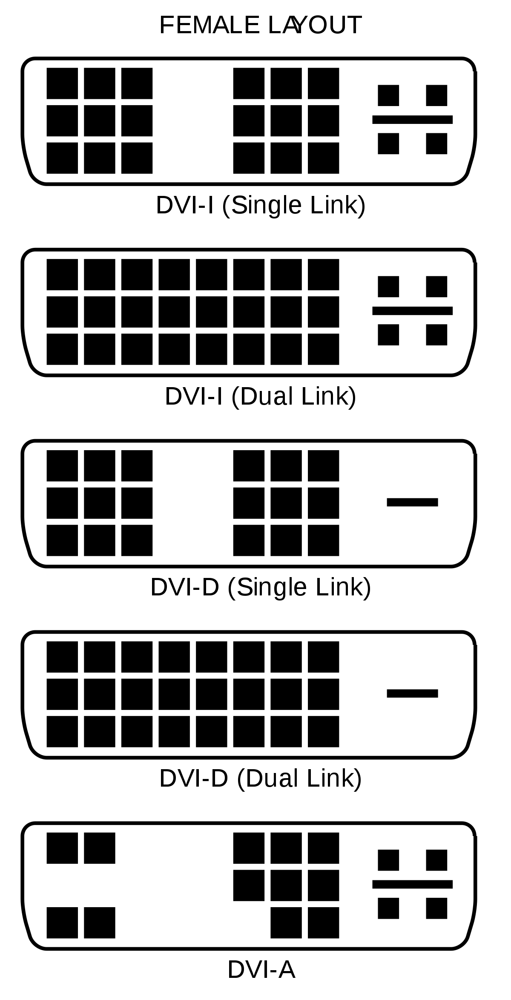 FEMALE LAYOUT
DVI-I (Single Link)
DVI-I (Dual Link)
DVI-D (Single Link)
DVI-D (Dual Link)
DVI-A